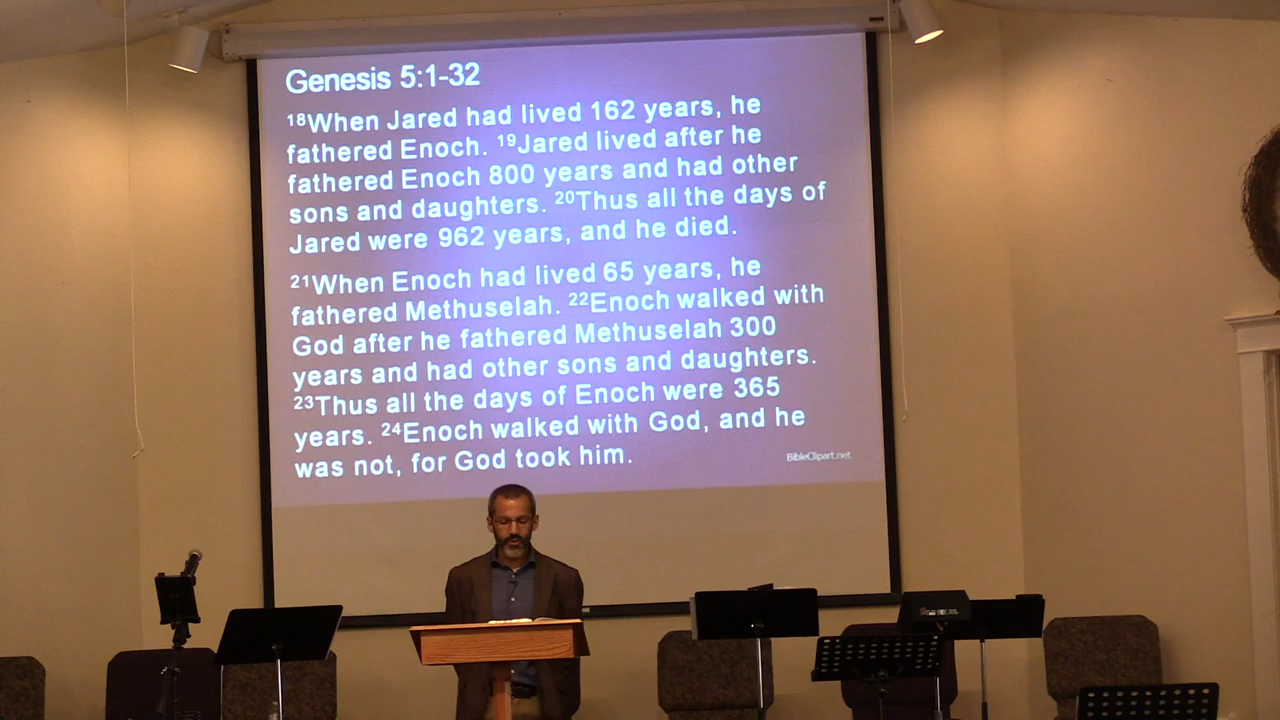 Genesis 5:1-32
¹⁸When Jared had lived 162 years, he
fathered Enoch. ¹⁹Jared lived after he
fathered Enoch 800 years and had other
sons and daughters. ²⁰Thus all the days of
Jared were 962 years, and he died.
²¹When Enoch had lived 65 years, he
fathered Methuselah. ²²Enoch walked with
God after he fathered Methuselah 300
years and had other sons and daughters.
²³Thus all the days of Enoch were 365
years. ²⁴Enoch walked with God, and he
was not, for God took him.
BibleClipart.net